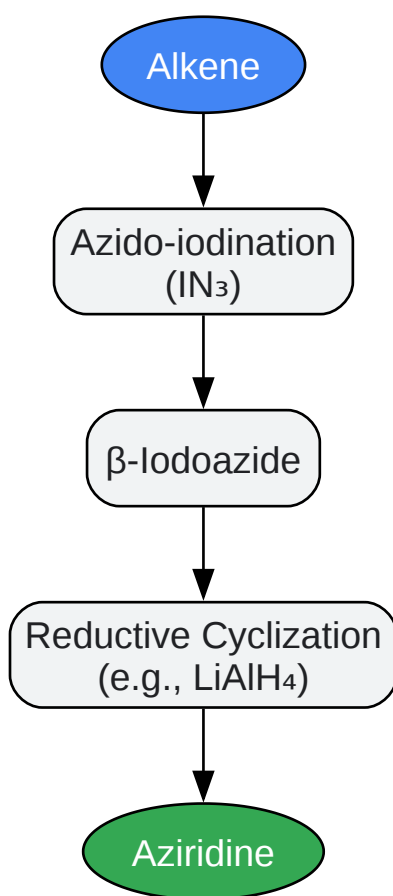 Alkene
Azido-iodination
(IN₃)
β-Iodoazide
Reductive Cyclization
(e.g., LiAlH₄)
Aziridine